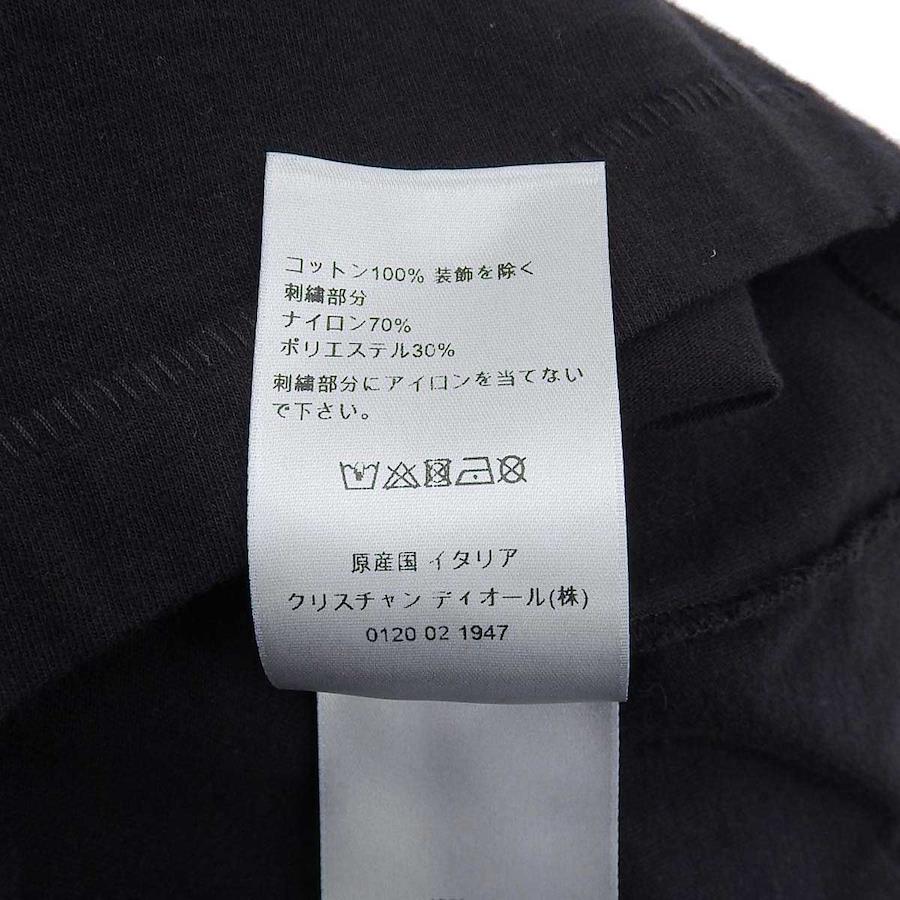 コットン100% 装飾を除く
刺繍部分
ナイロン70%
ポリエステル30%
刺繍部分にアイロンを当てない
で下さい。
原産国 イタリア
クリスチャン ディオール(株)
0120 02 1947